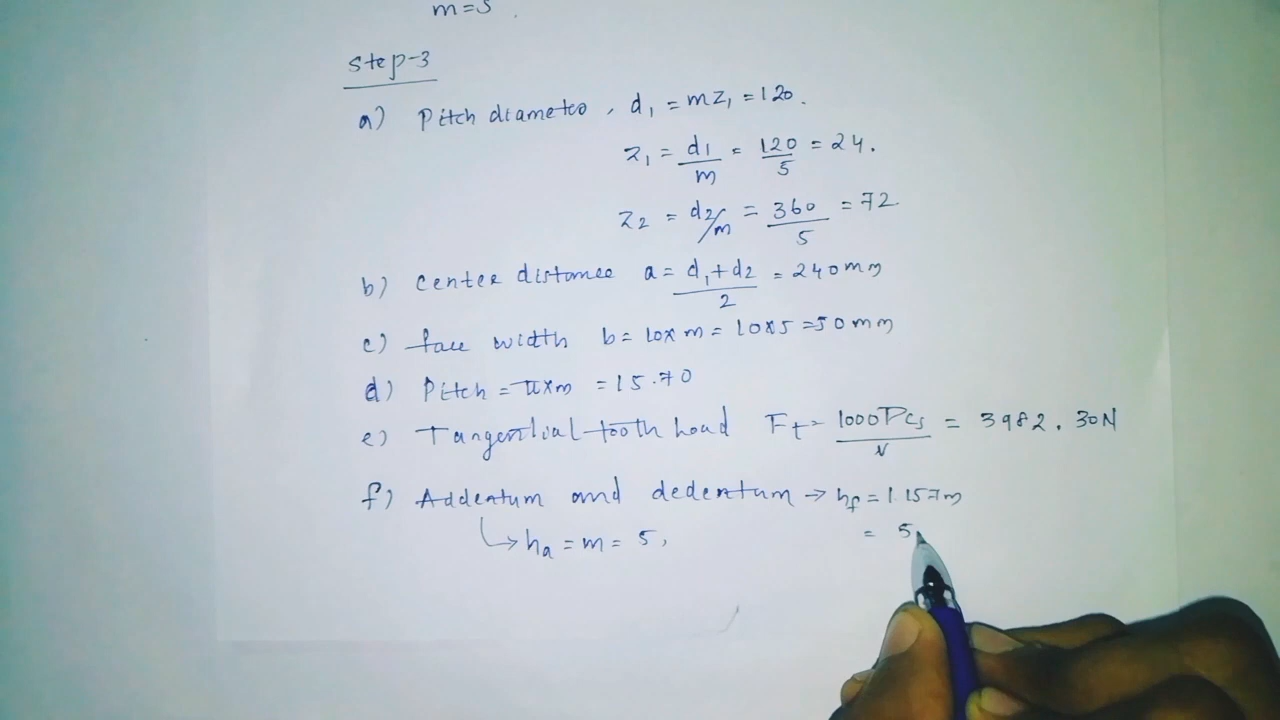 m=5
Step-3
a) Pitch diameteo, d₁ = mZ₁ = 120.
Z₁ = d₁/m = 120/5 = 24.
Z₂ = d₂/m = 360/5 = 72
b) Center distance a = d₁+d₂/2 = 240mm
c) face width b= 10×m = 10×5 =50mm
d) Pitch = π×m = 15.70
e) Tangential tooth load Ft = 1000PCs/V = 3982.30N
f) Addentum and dedentum → hf = 1.157m
↳ ha = m = 5,
= 5.